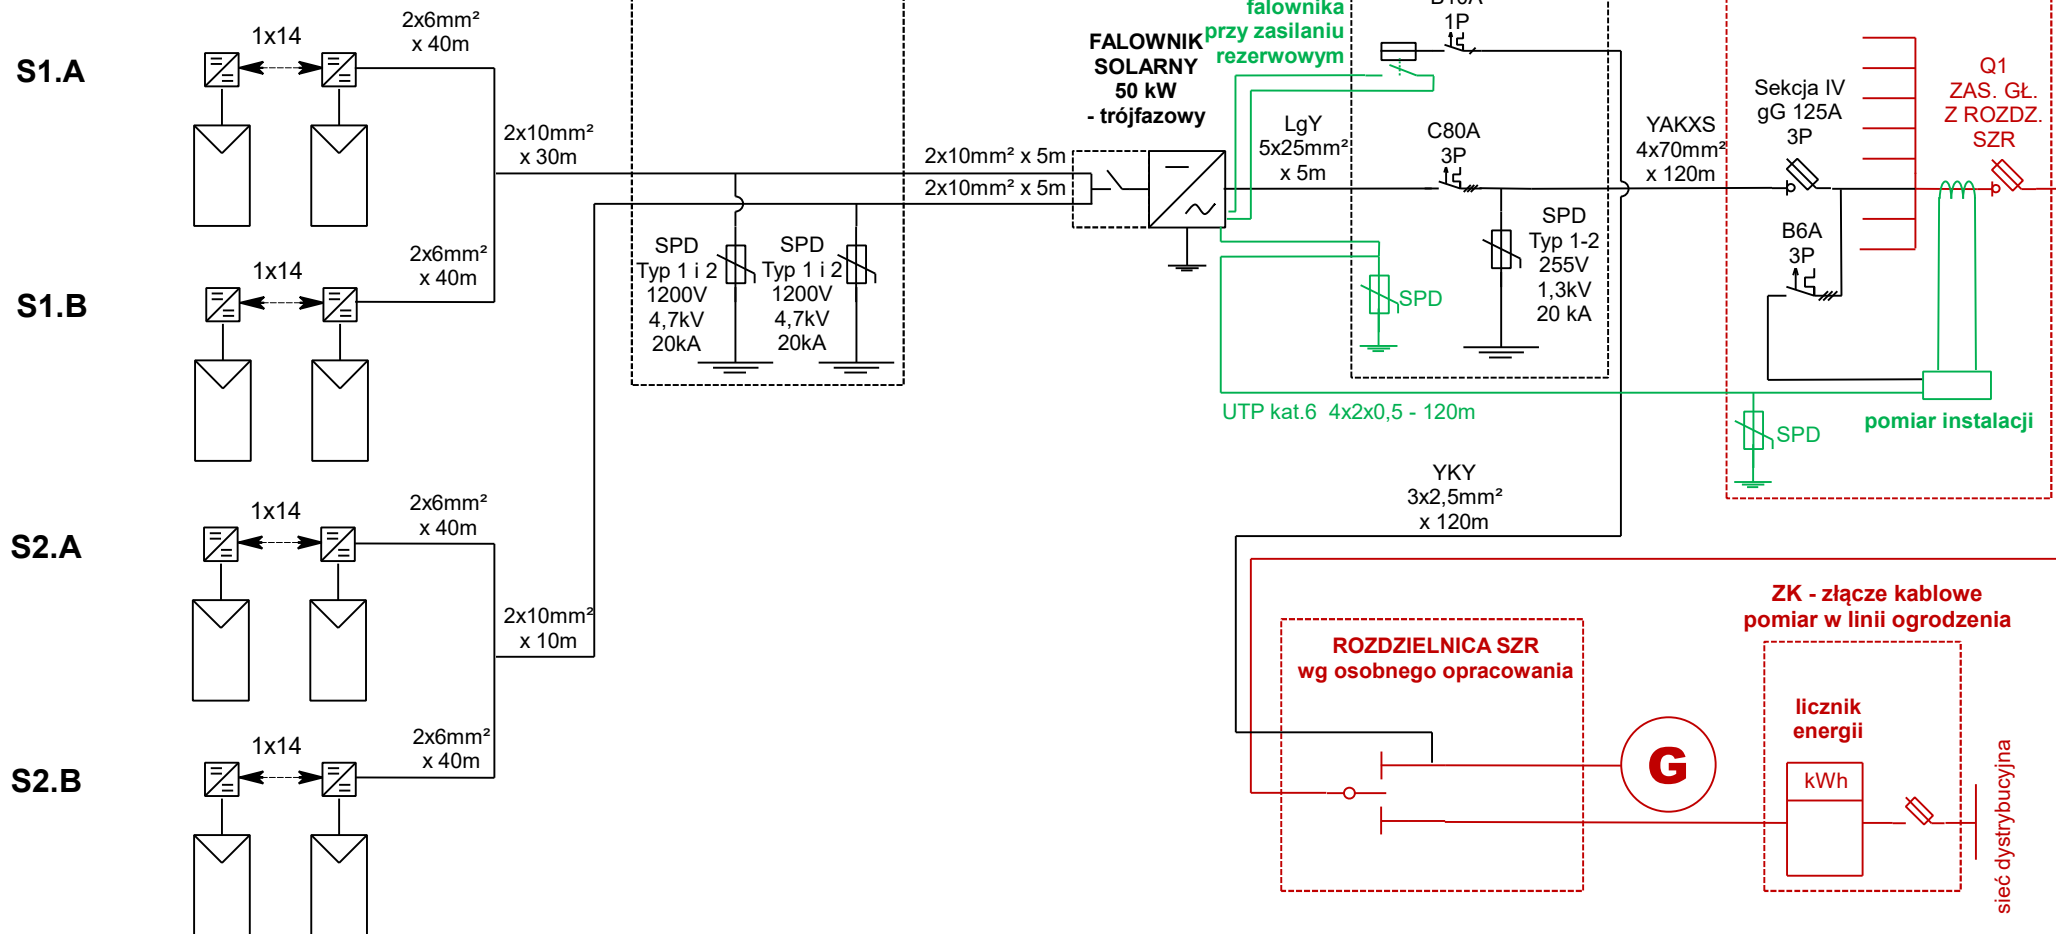 S1.A
1x14
2x6mm²
x 40m
S1.B
1x14
2x6mm²
x 40m
S2.A
1x14
2x6mm²
x 40m
S2.B
1x14
2x6mm²
x 40m
2x10mm²
x 30m
2x10mm²
x 10m
SPD
Typ 1 i 2
1200V
4,7kV
20kA
SPD
Typ 1 i 2
1200V
4,7kV
20kA
2x10mm² x 5m
2x10mm² x 5m
FALOWNIK
SOLARNY
50 kW
- trójfazowy
falownika
przy zasilaniu
rezerwowym
1P
LgY
5x25mm²
x 5m
C80A
3P
SPD
Typ 1-2
255V
1,3kV
20 kA
SPD
YAKXS
4x70mm²
x 120m
Sekcja IV
gG 125A
3P
Q1
ZAS. GŁ.
Z ROZDZ.
SZR
B6A
3P
UTP kat.6 4x2x0,5 - 120m
SPD
pomiar instalacji
YKY
3x2,5mm²
x 120m
ROZDZIELNICA SZR
wg osobnego opracowania
G
ZK - złącze kablowe
pomiar w linii ogrodzenia
licznik
energii
kWh
sieć dystrybucyjna